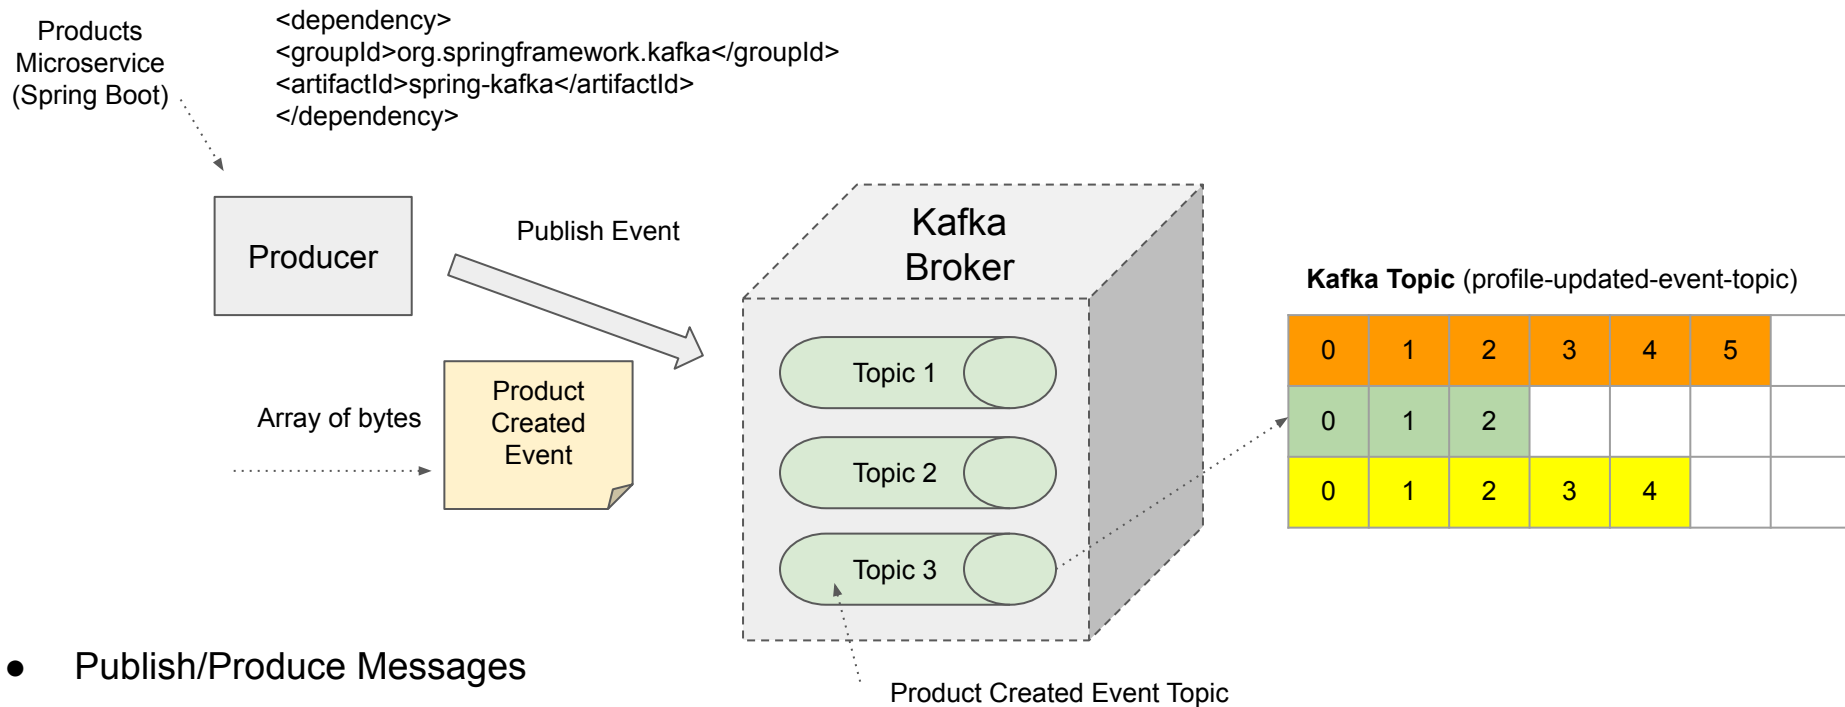 Products
Microservice
(Spring Boot)
<dependency>
<groupId>org.springframework.kafka</groupId>
<artifactId>spring-kafka</artifactId>
</dependency>
Producer
Publish Event
Array of bytes
Product
Created
Event
Kafka
Broker
Topic 1
Topic 2
Topic 3
Kafka Topic (profile-updated-event-topic)
0 1 2 3 4 5
0 1 2
0 1 2 3 4
● Publish/Produce Messages
Product Created Event Topic